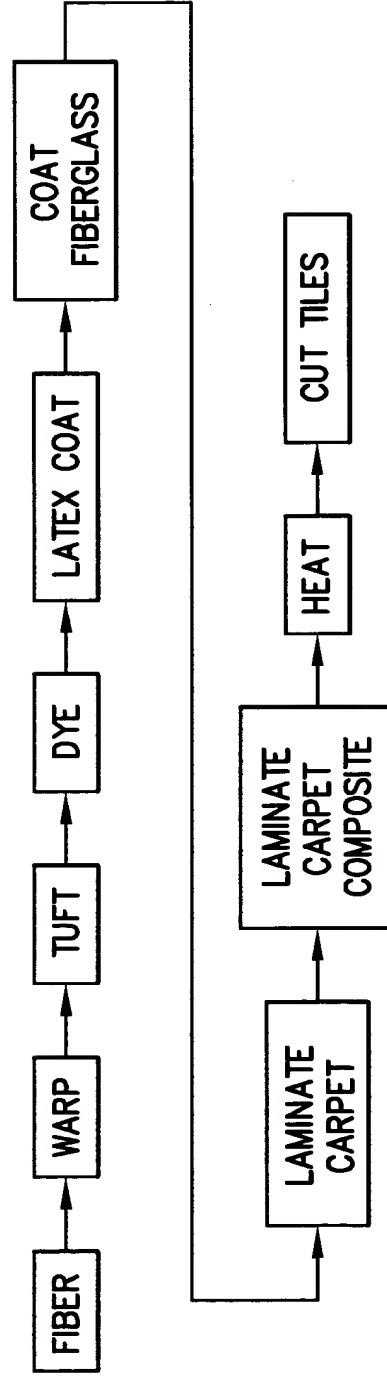 FIBER
WARP
TUFT
DYE
LATEX COAT
COAT
FIBERGLASS
LAMINATE
CARPET
LAMINATE
CARPET
COMPOSITE
HEAT
CUT TILES